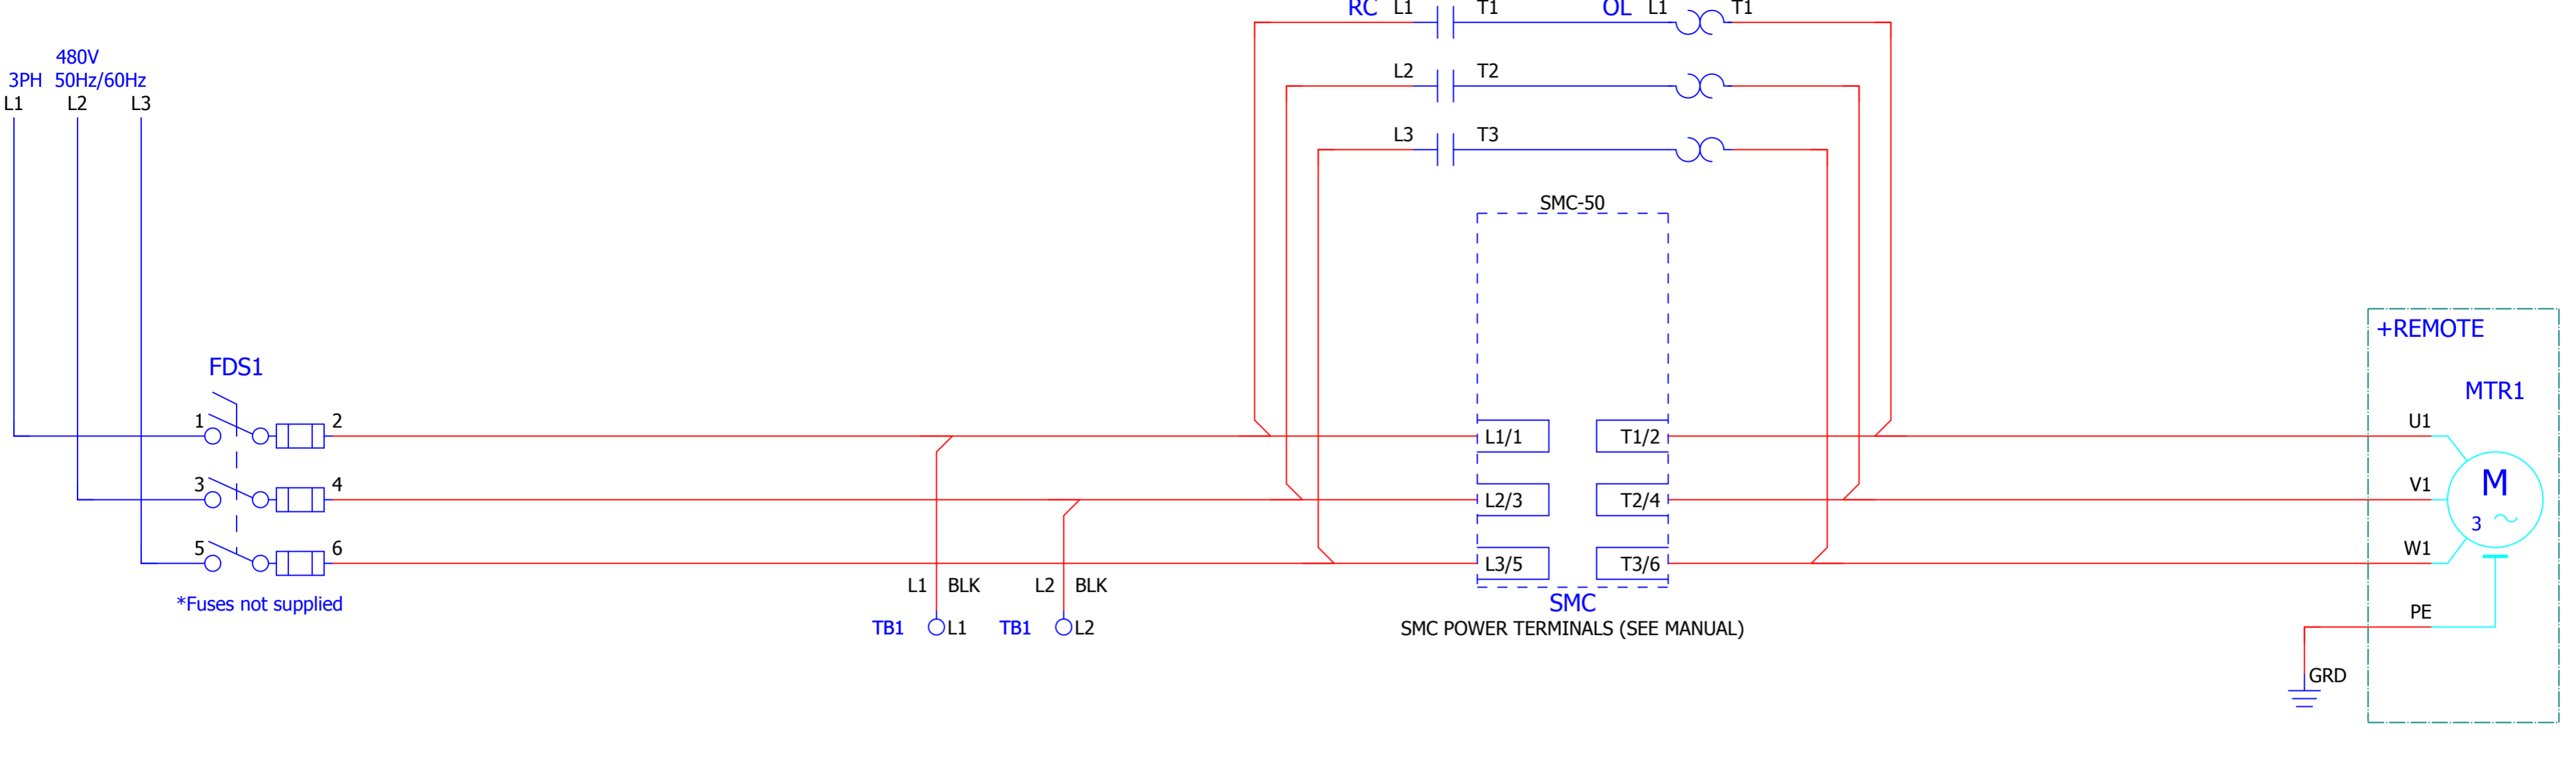 RC L1 T1 OL L1 T1
480V
3PH 50Hz/60Hz
L1 L2 L3
L2 T2
L3 T3
SMC-50
+REMOTE
FDS1
MTR1
1 2
L1/1 T1/2
U1
3 4
L2/3 T2/4
V1
M
3
5 6
L3/5 T3/6
W1
L1 BLK L2 BLK
*Fuses not supplied
SMC
PE
TB1 L1 TB1 L2
SMC POWER TERMINALS (SEE MANUAL)
GRD